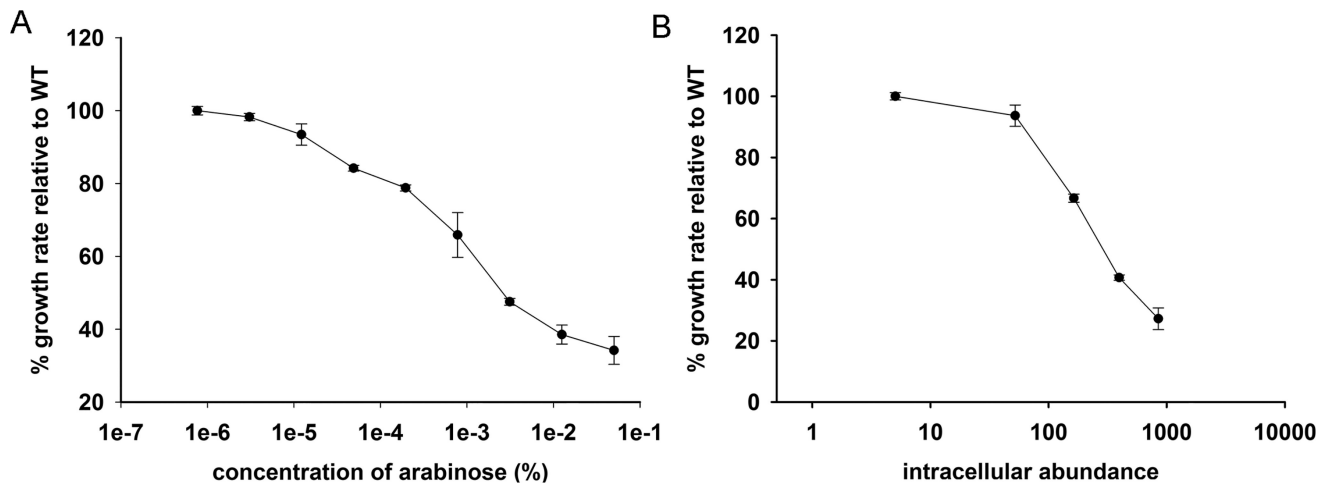 A
% growth rate relative to WT
120
100
80
60
40
20
1e-7 1e-6 1e-5 1e-4 1e-3 1e-2 1e-1
concentration of arabinose (%)
B
% growth rate relative to WT
120
100
80
60
40
20
0
1 10 100 1000 10000
intracellular abundance